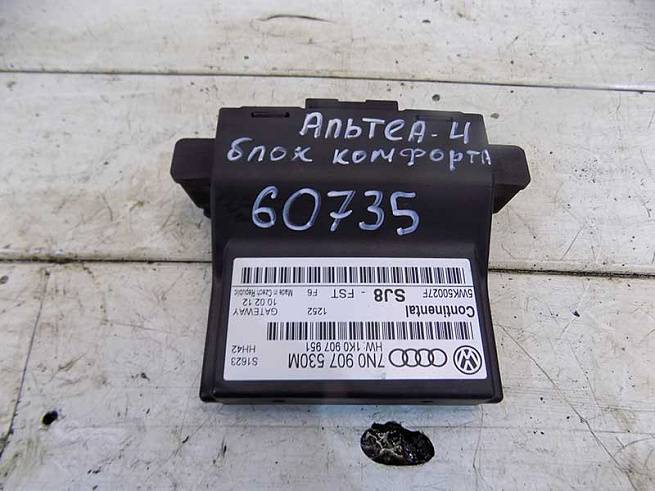 Альтеа-4
блок комфорта
60735
7N0 907 530M
S1623
HW: 1K0 907 951
HH42
GATEWAY
Continental
1252
10.02.12
SJ8 - FST F6
Made in Czech Republic
5WK50027F